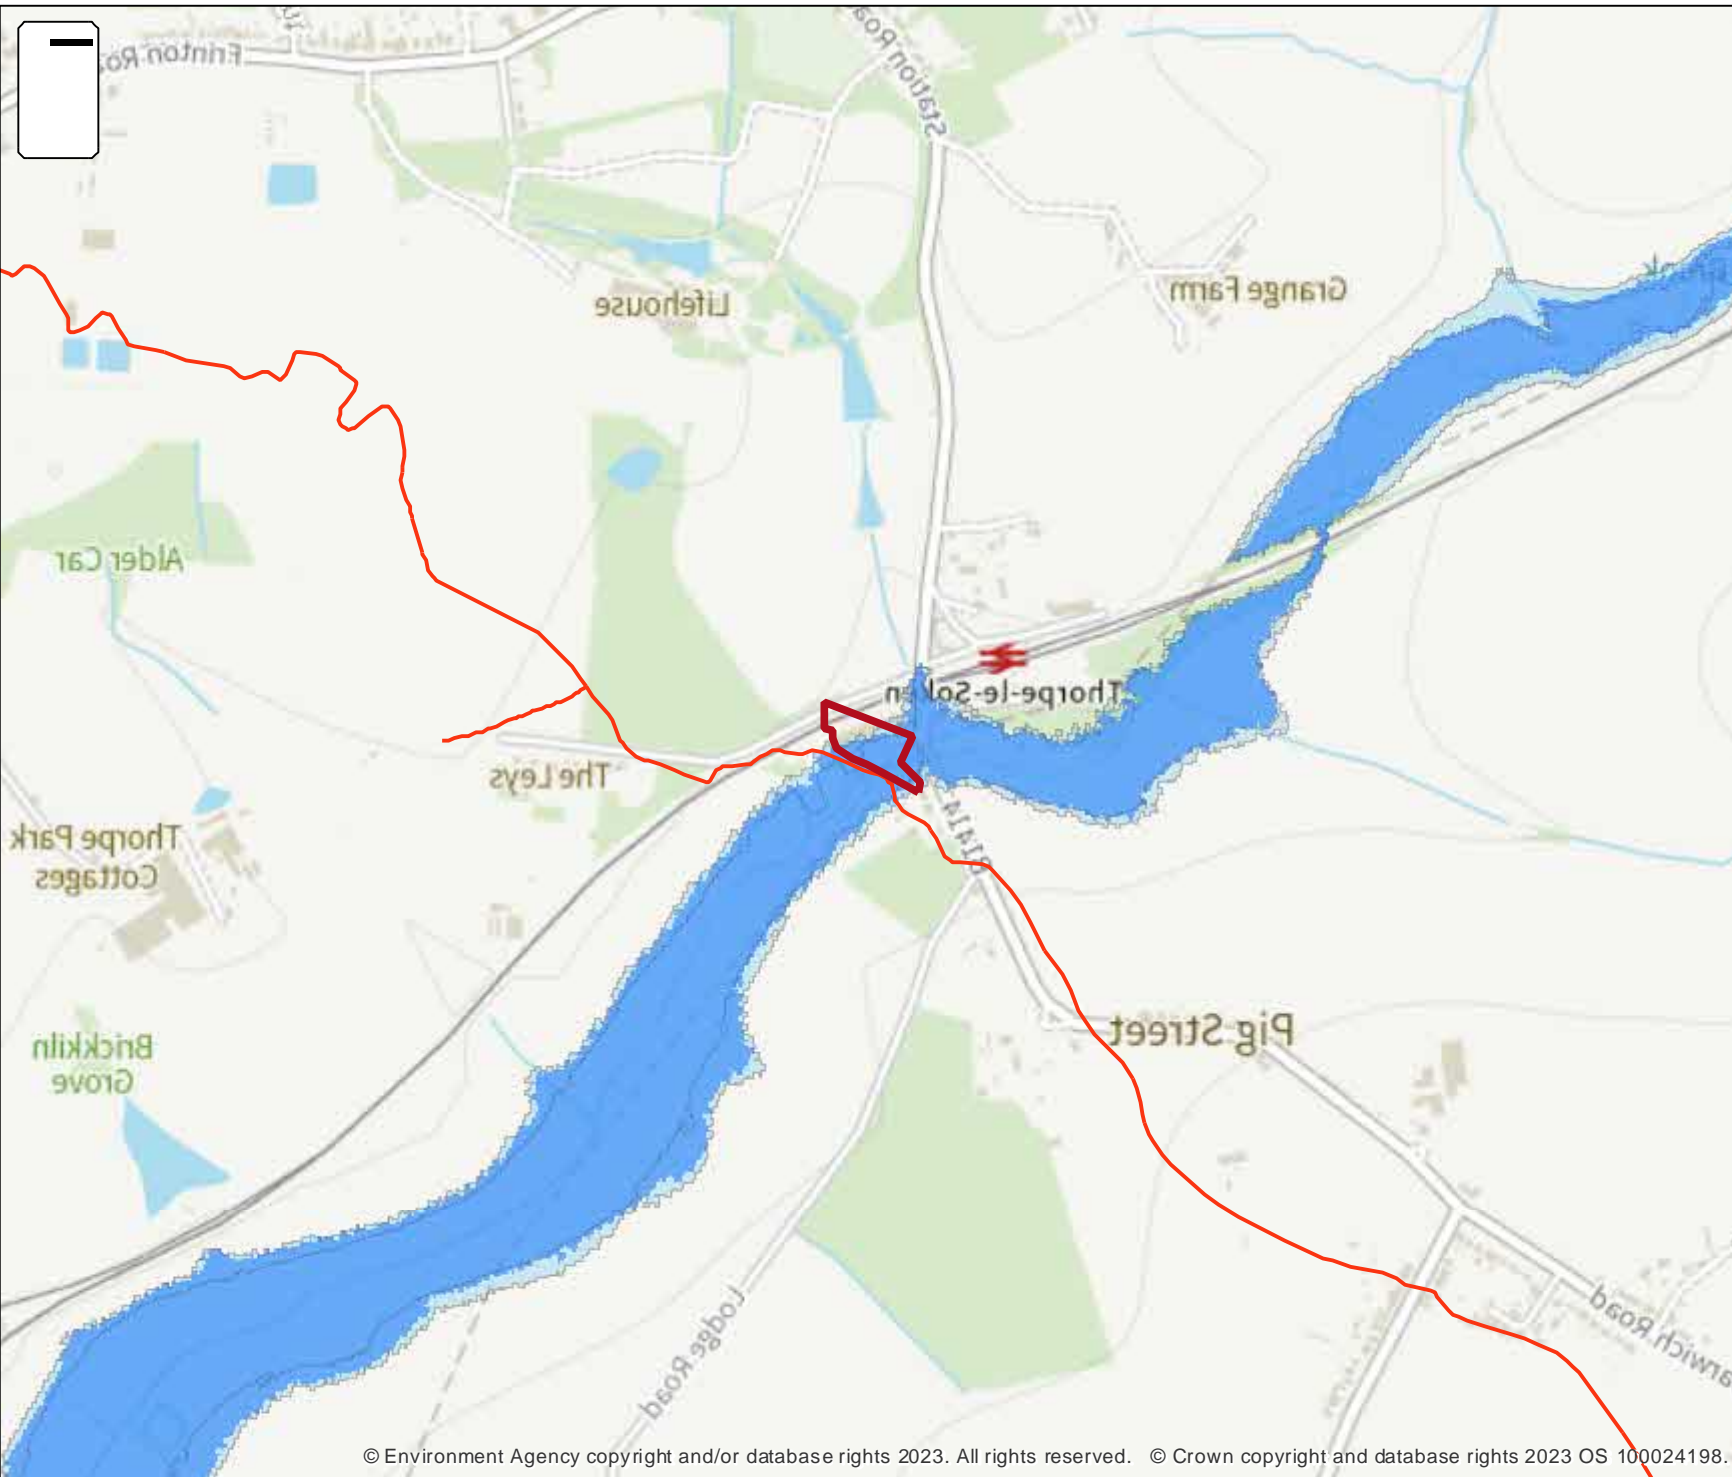 Frinton Roa
Station Roa
Grange Farm
Lifehouse
Alder Car
Thorpe-le-Soken
The Leys
B1414
Thorpe Park
Cottages
Pig Street
Brickkiln
Grove
Lodge Road
arwich Road
© Environment Agency copyright and/or database rights 2023. All rights reserved. © Crown copyright and database rights 2023 OS 100024198.